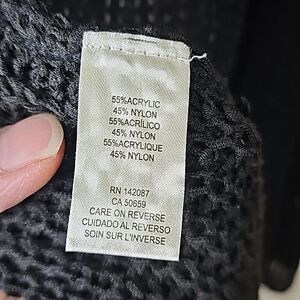 55%ACRYLIC
45% NYLON
55%ACRÍLICO
45% NYLON
55%ACRYLIQUE
45% NYLON
RN 142087
CA 50659
CARE ON REVERSE
CUIDADO AL REVERSO
SOIN SUR L'INVERSE